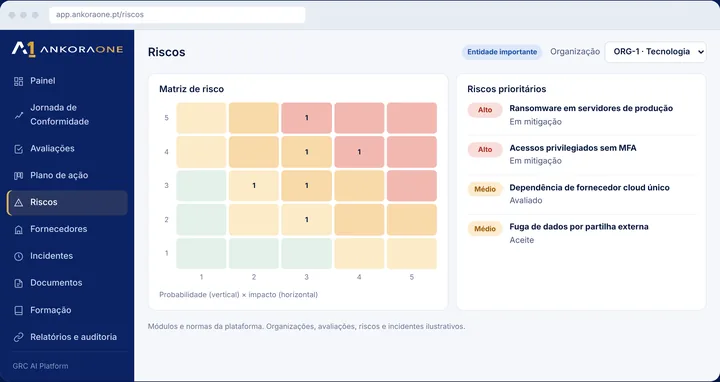 app.ankoraone.pt/riscos
A1 ANKORAONE
Painel
Jornada de
Conformidade
Avaliações
Plano de ação
Riscos
Fornecedores
Incidentes
Documentos
Formação
Relatórios e auditoria
GRC AI Platform
Riscos
Entidade importante
Organização
ORG-1 · Tecnologia
Matriz de risco
5 1
4 1 1
3 1 1
2 1
1
1 2 3 4 5
Probabilidade (vertical) × impacto (horizontal)
Riscos prioritários
Alto Ransomware em servidores de produção
Em mitigação
Alto Acessos privilegiados sem MFA
Em mitigação
Médio Dependência de fornecedor cloud único
Avaliado
Médio Fuga de dados por partilha externa
Aceite
Módulos e normas da plataforma. Organizações, avaliações, riscos e incidentes ilustrativos.